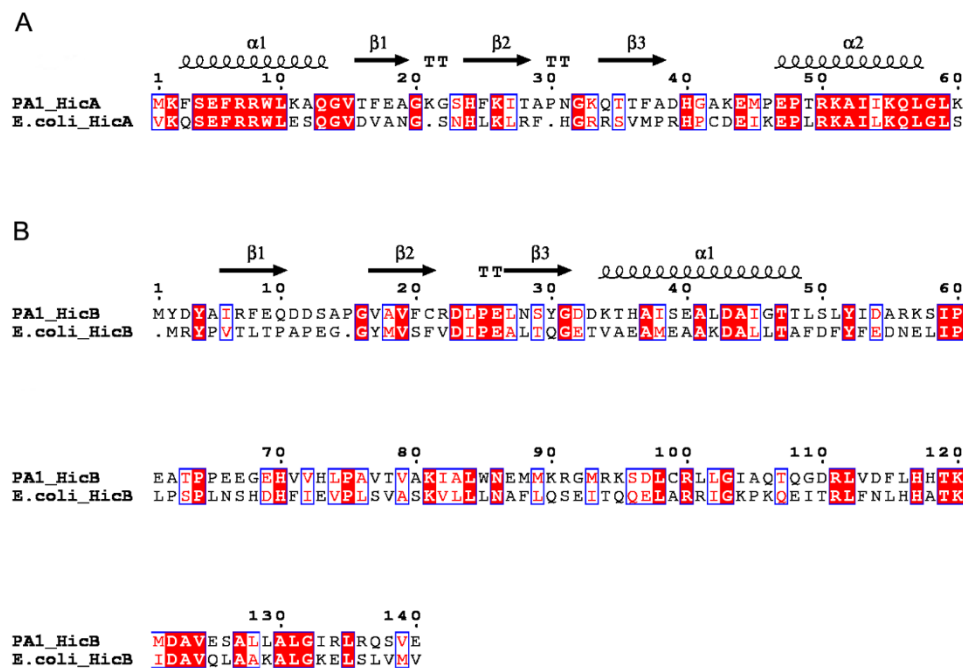 A
α1 β1 β2 β3 α2
TT TT
1 10 20 30 40 50 60
PA1_HicA MKFSEFRRWLKAQGVTFEAGKGSHFKITAPNGKQTTFADHGAKEMPEPTRKAIIKQLGLK
E.coli_HicA VKQSEFRRWLESQGVDVANG.SNHLKLRF.HGRRSVMPRHPCDEIKEPLRKAILKQLGLS
B
β1 β2 β3 α1
TT
1 10 20 30 40 50 60
PA1_HicB MYDYAIRFEQDDSAPGVAVFCRDLPELNSYGDDKTHAISEALDAIGTTLSLYIDARKSIP
E.coli_HicB .MRYPVTLTPAPEG.GYMVSFVDIPEALTQGETVAEAMEAAKDALLTAFDFYFEDNELIP
70 80 90 100 110 120
PA1_HicB EATPPEEGEHVVHLPAVTVAKIALWNEMMKRGMRKSDLCRLLGIAQTQGDRLVDFLHHTK
E.coli_HicB LPSPLNSHDHFIEVPLSVASKVLLLNAFLQSEITQQELARRIGKPKQEITRLFNLHHATK
130 140
PA1_HicB MDAVESALLALGIRLRQSVE
E.coli_HicB IDAVQLAAKALGKELSLVMV